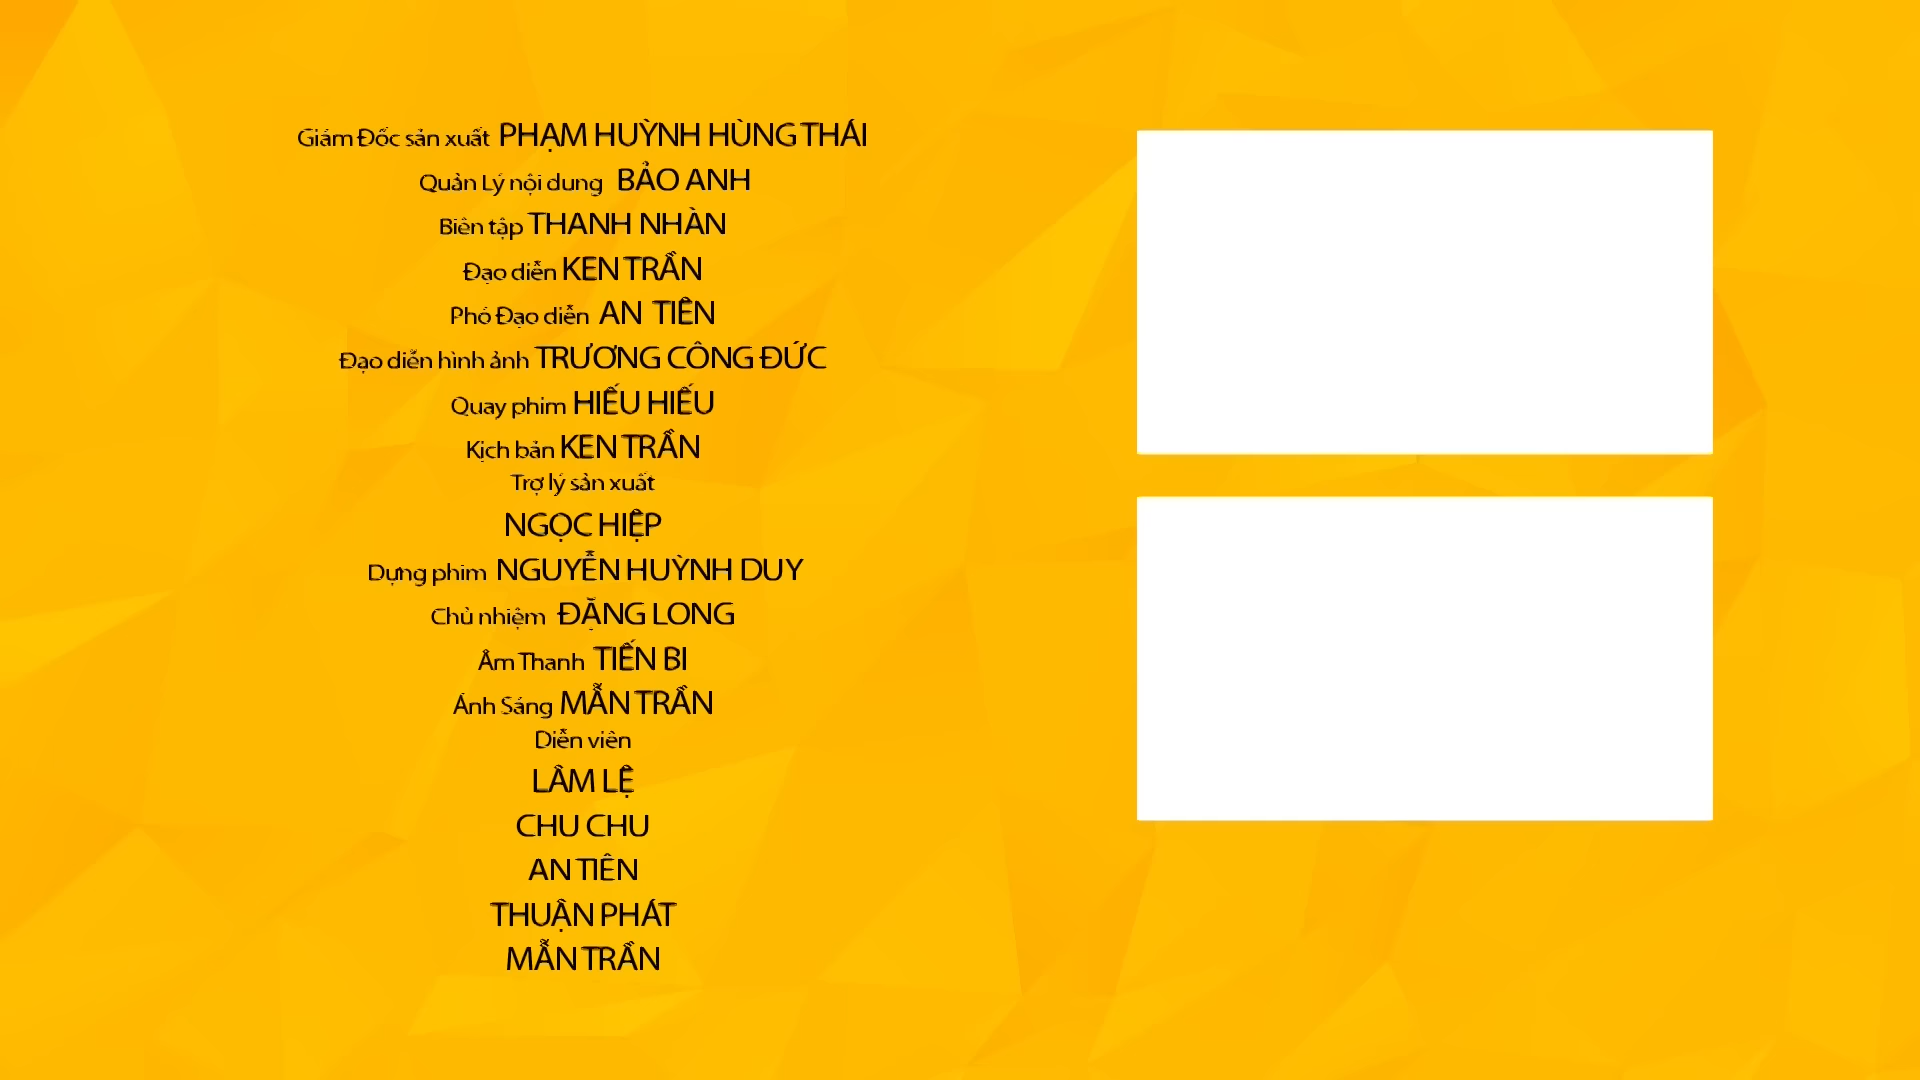 Giám Đốc sản xuất PHẠM HUỲNH HÙNG THÁI
Quản Lý nội dung BẢO ANH
Biên tập THANH NHÀN
Đạo diễn KEN TRẦN
Phó Đạo diễn AN TIÊN
Đạo diễn hình ảnh TRƯƠNG CÔNG ĐỨC
Quay phim HIẾU HIẾU
Kịch bản KEN TRẦN
Trợ lý sản xuất
NGỌC HIỆP
Dựng phim NGUYỄN HUỲNH DUY
Chủ nhiệm ĐẶNG LONG
Âm Thanh TIẾN BI
Ánh Sáng MẪN TRẦN
Diễn viên
LÂM LỆ
CHU CHU
AN TIÊN
THUẬN PHÁT
MẪN TRẦN